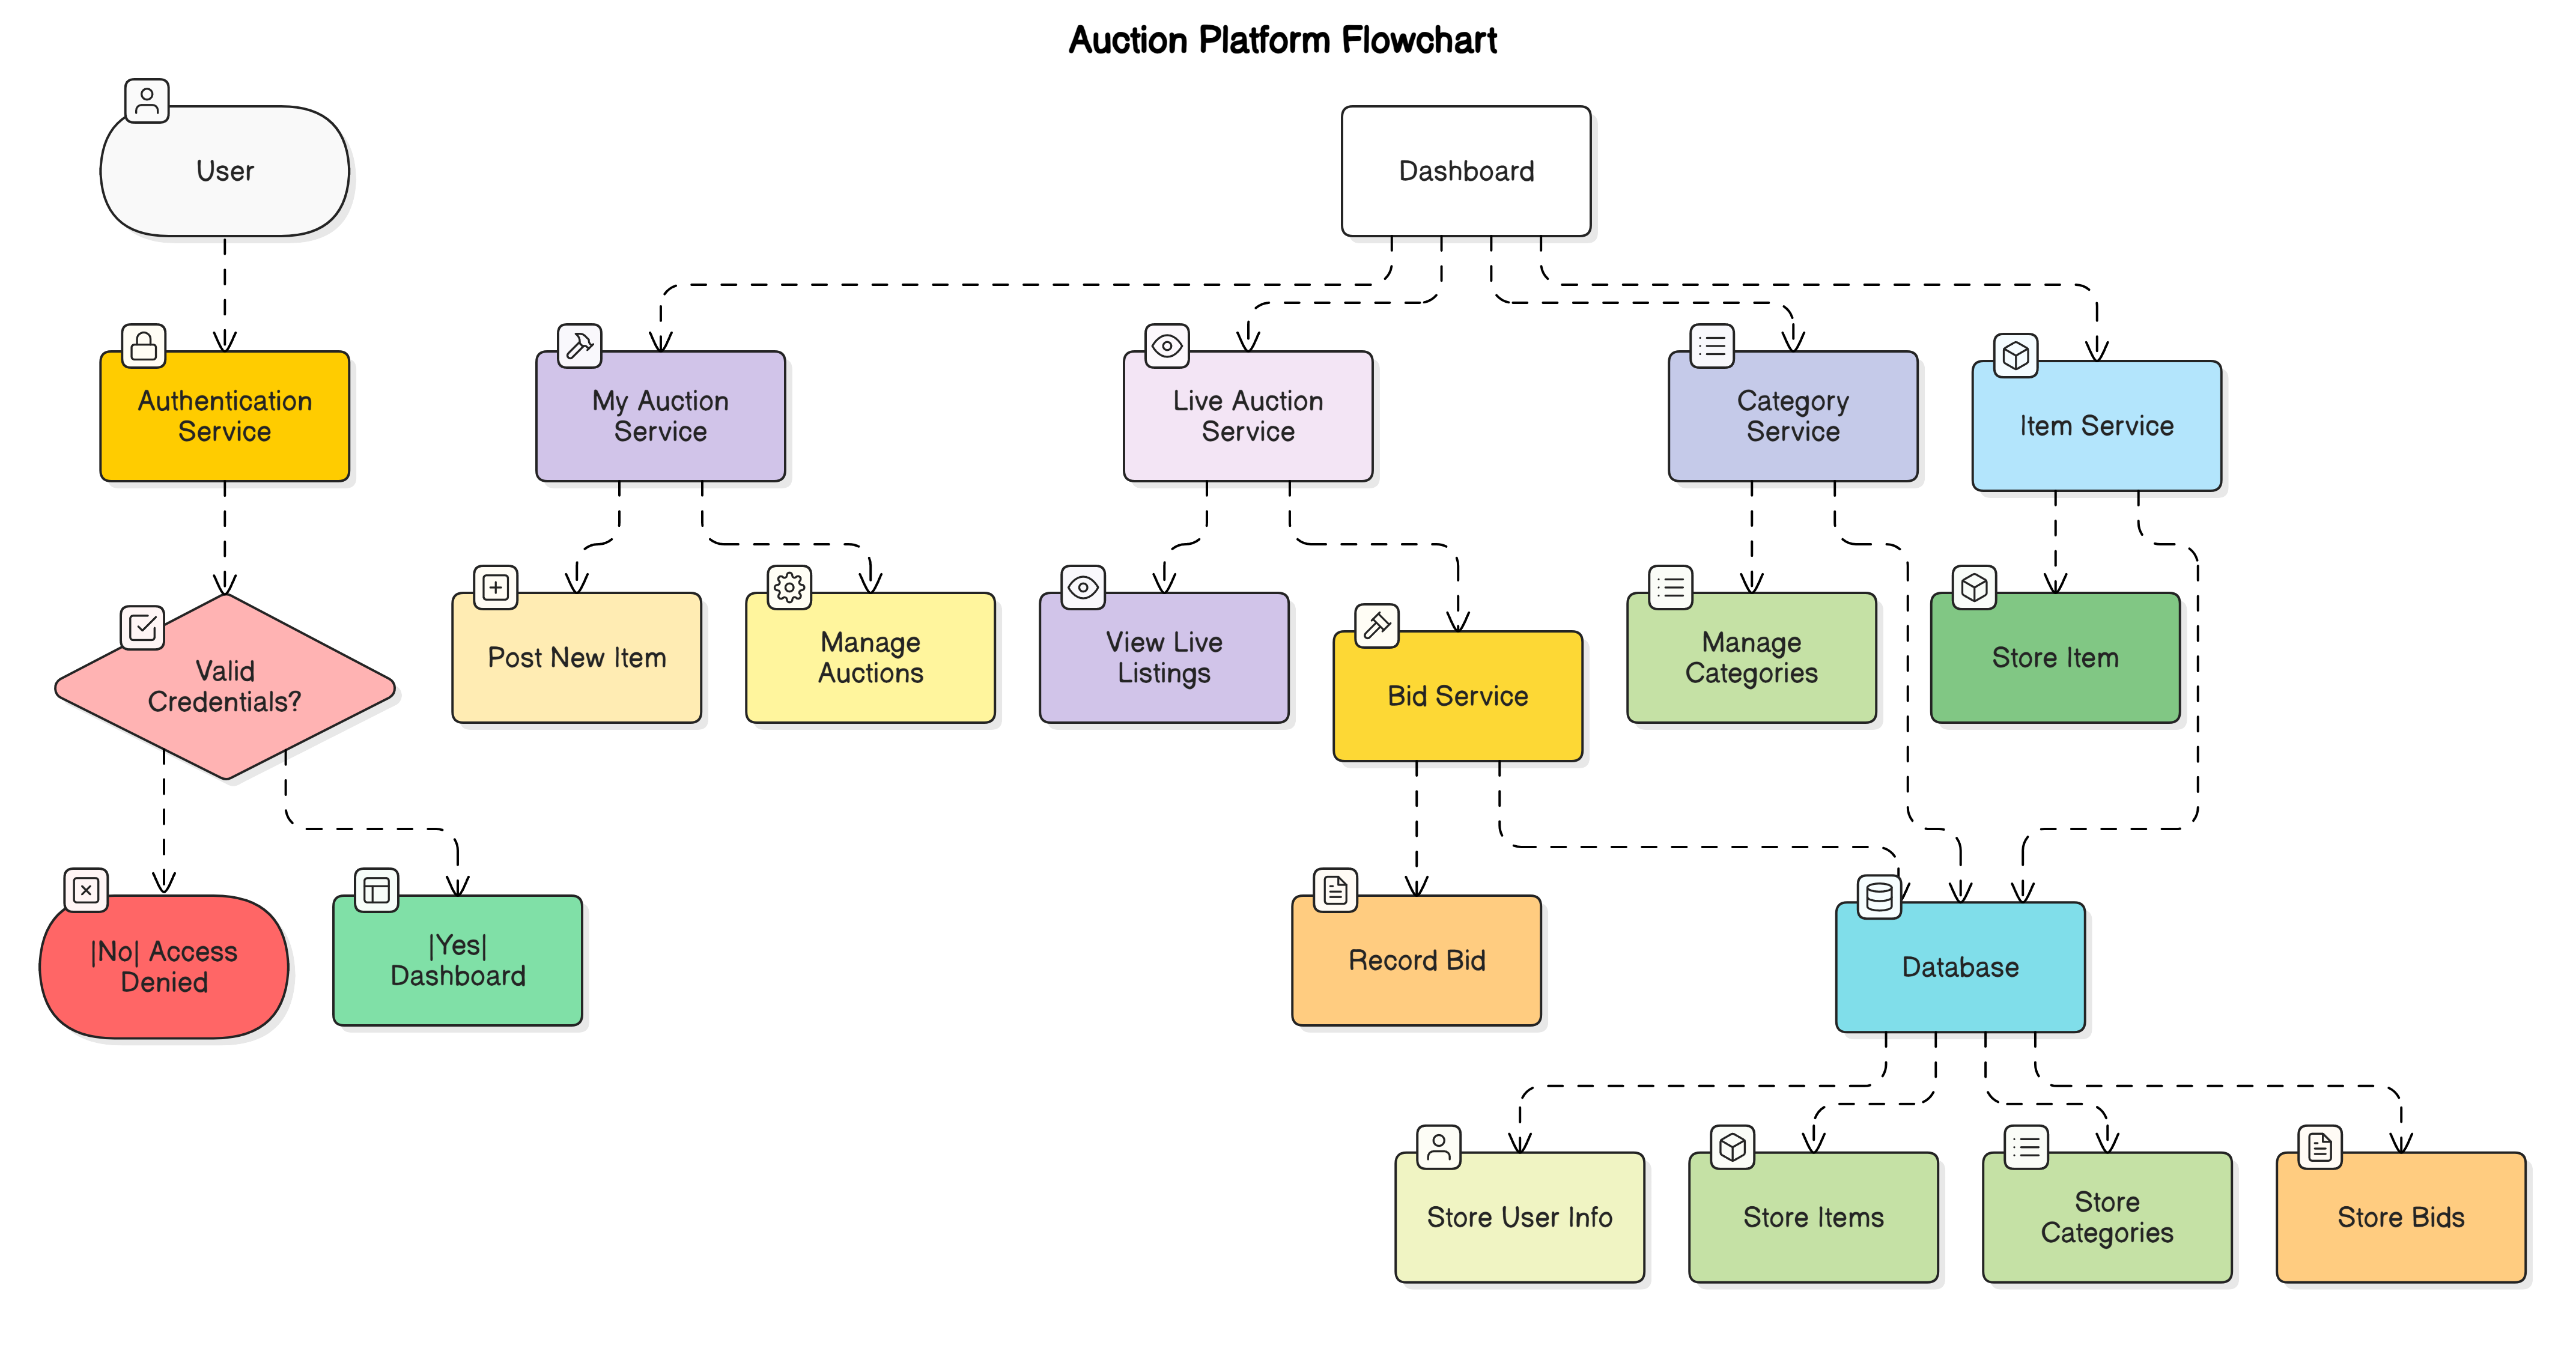 Auction Platform Flowchart
User
Dashboard
Authentication
Service
My Auction
Service
Live Auction
Service
Category
Service
Item Service
Valid
Credentials?
Post New Item
Manage
Auctions
View Live
Listings
Bid Service
Manage
Categories
Store Item
|No| Access
Denied
|Yes|
Dashboard
Record Bid
Database
Store User Info
Store Items
Store
Categories
Store Bids